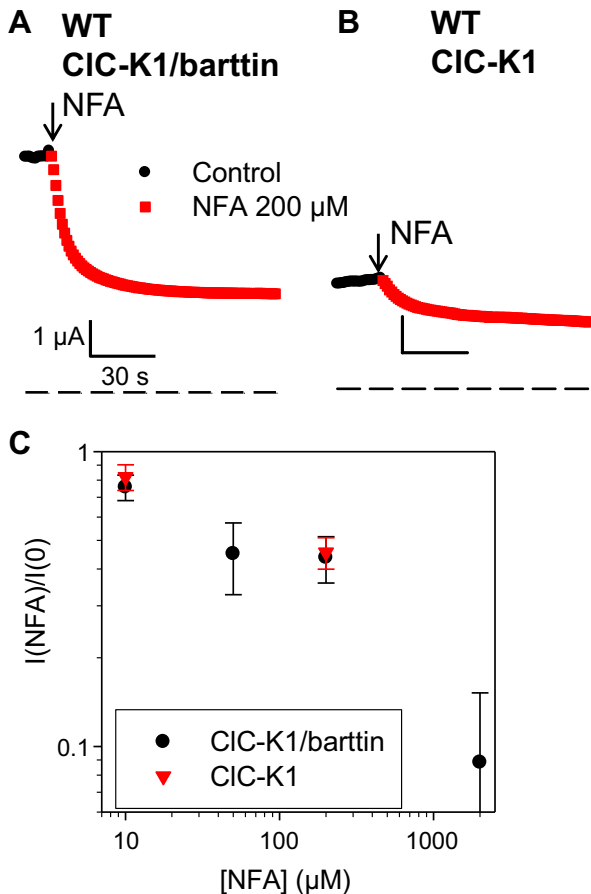 A
WT
ClC-K1/barttin
NFA
Control
NFA 200 µM
1 µA
30 s
B
WT
ClC-K1
NFA
C
1
0.1
I(NFA)/I(0)
ClC-K1/barttin
ClC-K1
10
100
1000
[NFA] (µM)